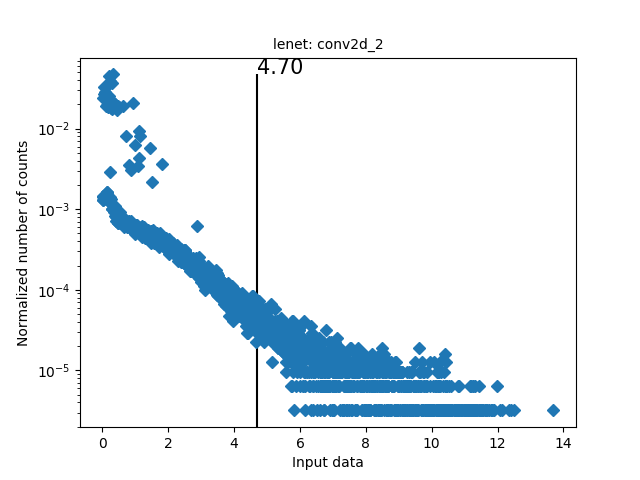 lenet: conv2d_2
4.70
Normalized number of counts
10⁻²
10⁻³
10⁻⁴
10⁻⁵
0 2 4 6 8 10 12 14
Input data